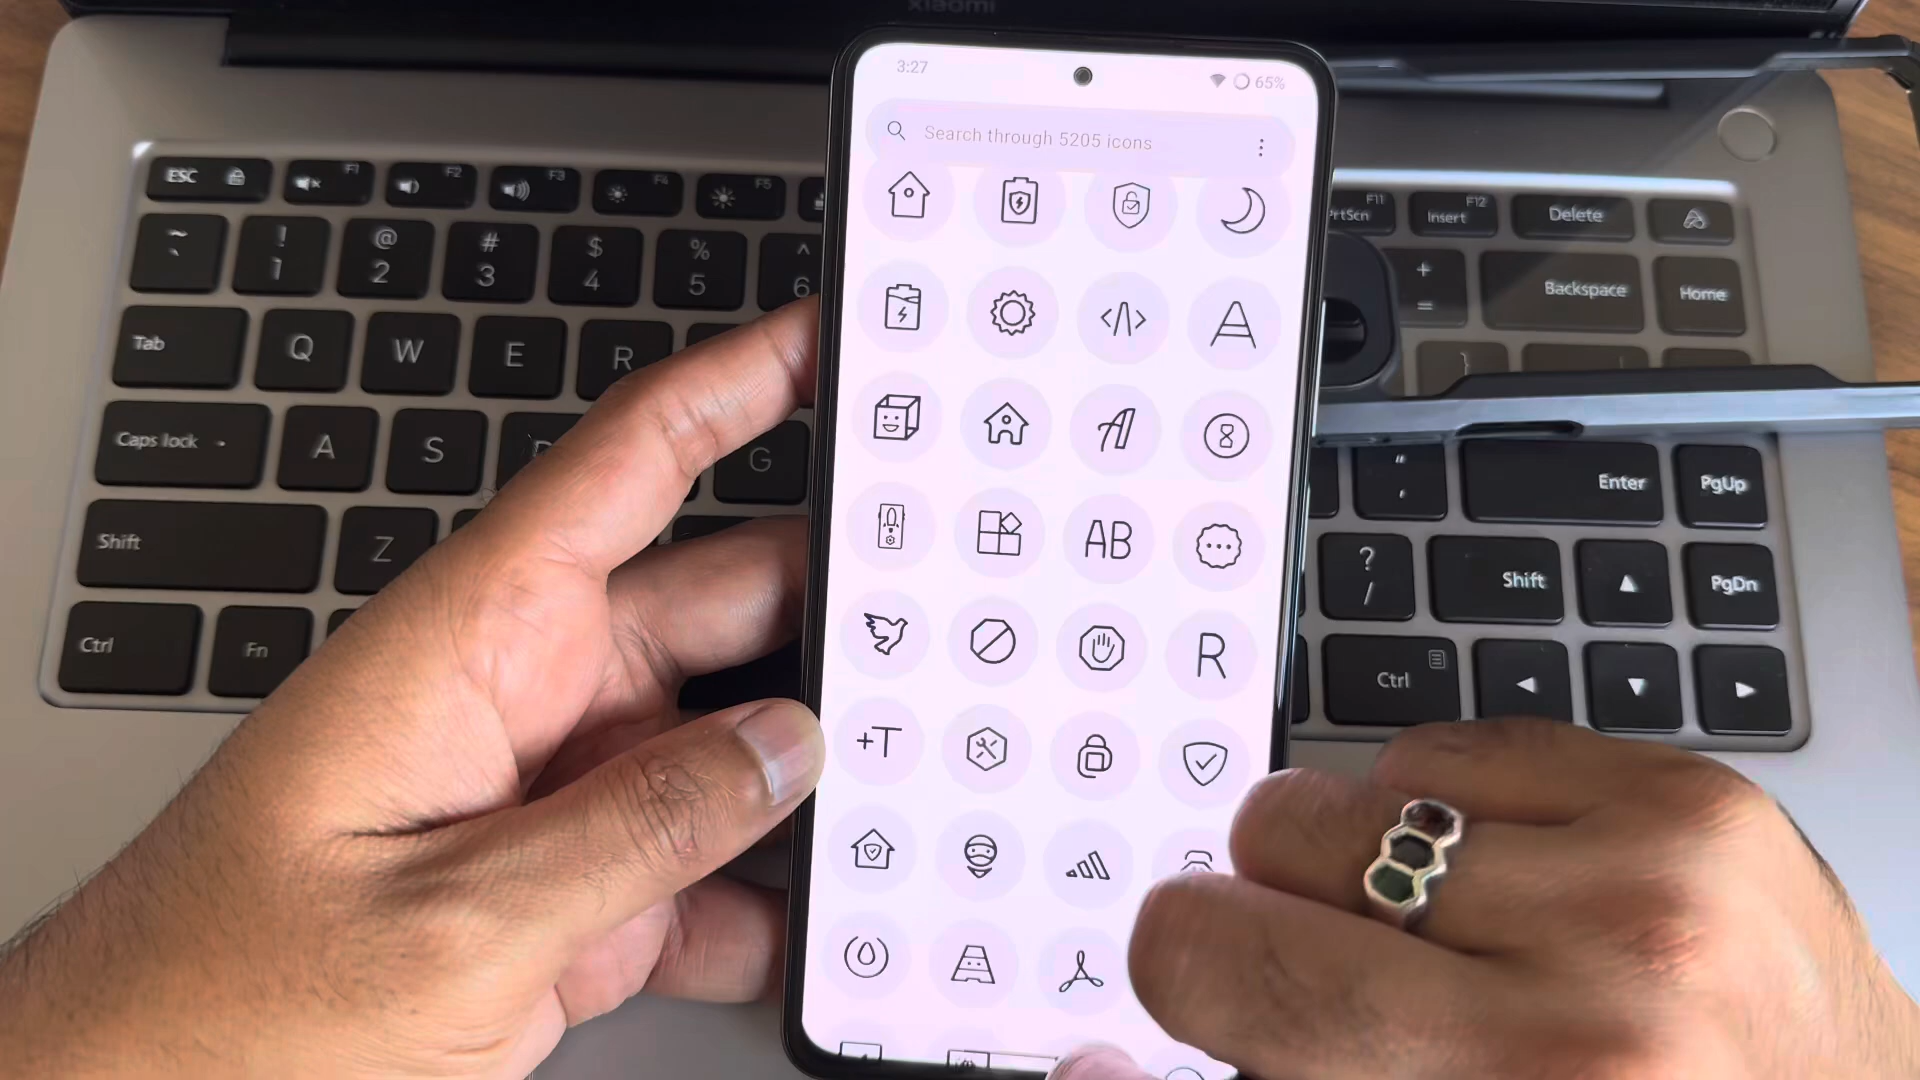 xiaomi
3:27
65%
Search through 5205 icons
AB
R
+T
ESC F1 F2 F3 F4 F5
F11 F12
PrtScn Insert Delete
~ ! @ # $ % ^
` 1 2 3 4 5 6
+
=
Backspace Home
Tab Q W E R
}
Caps lock A S D G
"
'
Enter PgUp
Shift Z
?
/
Shift PgDn
Ctrl Fn
Ctrl